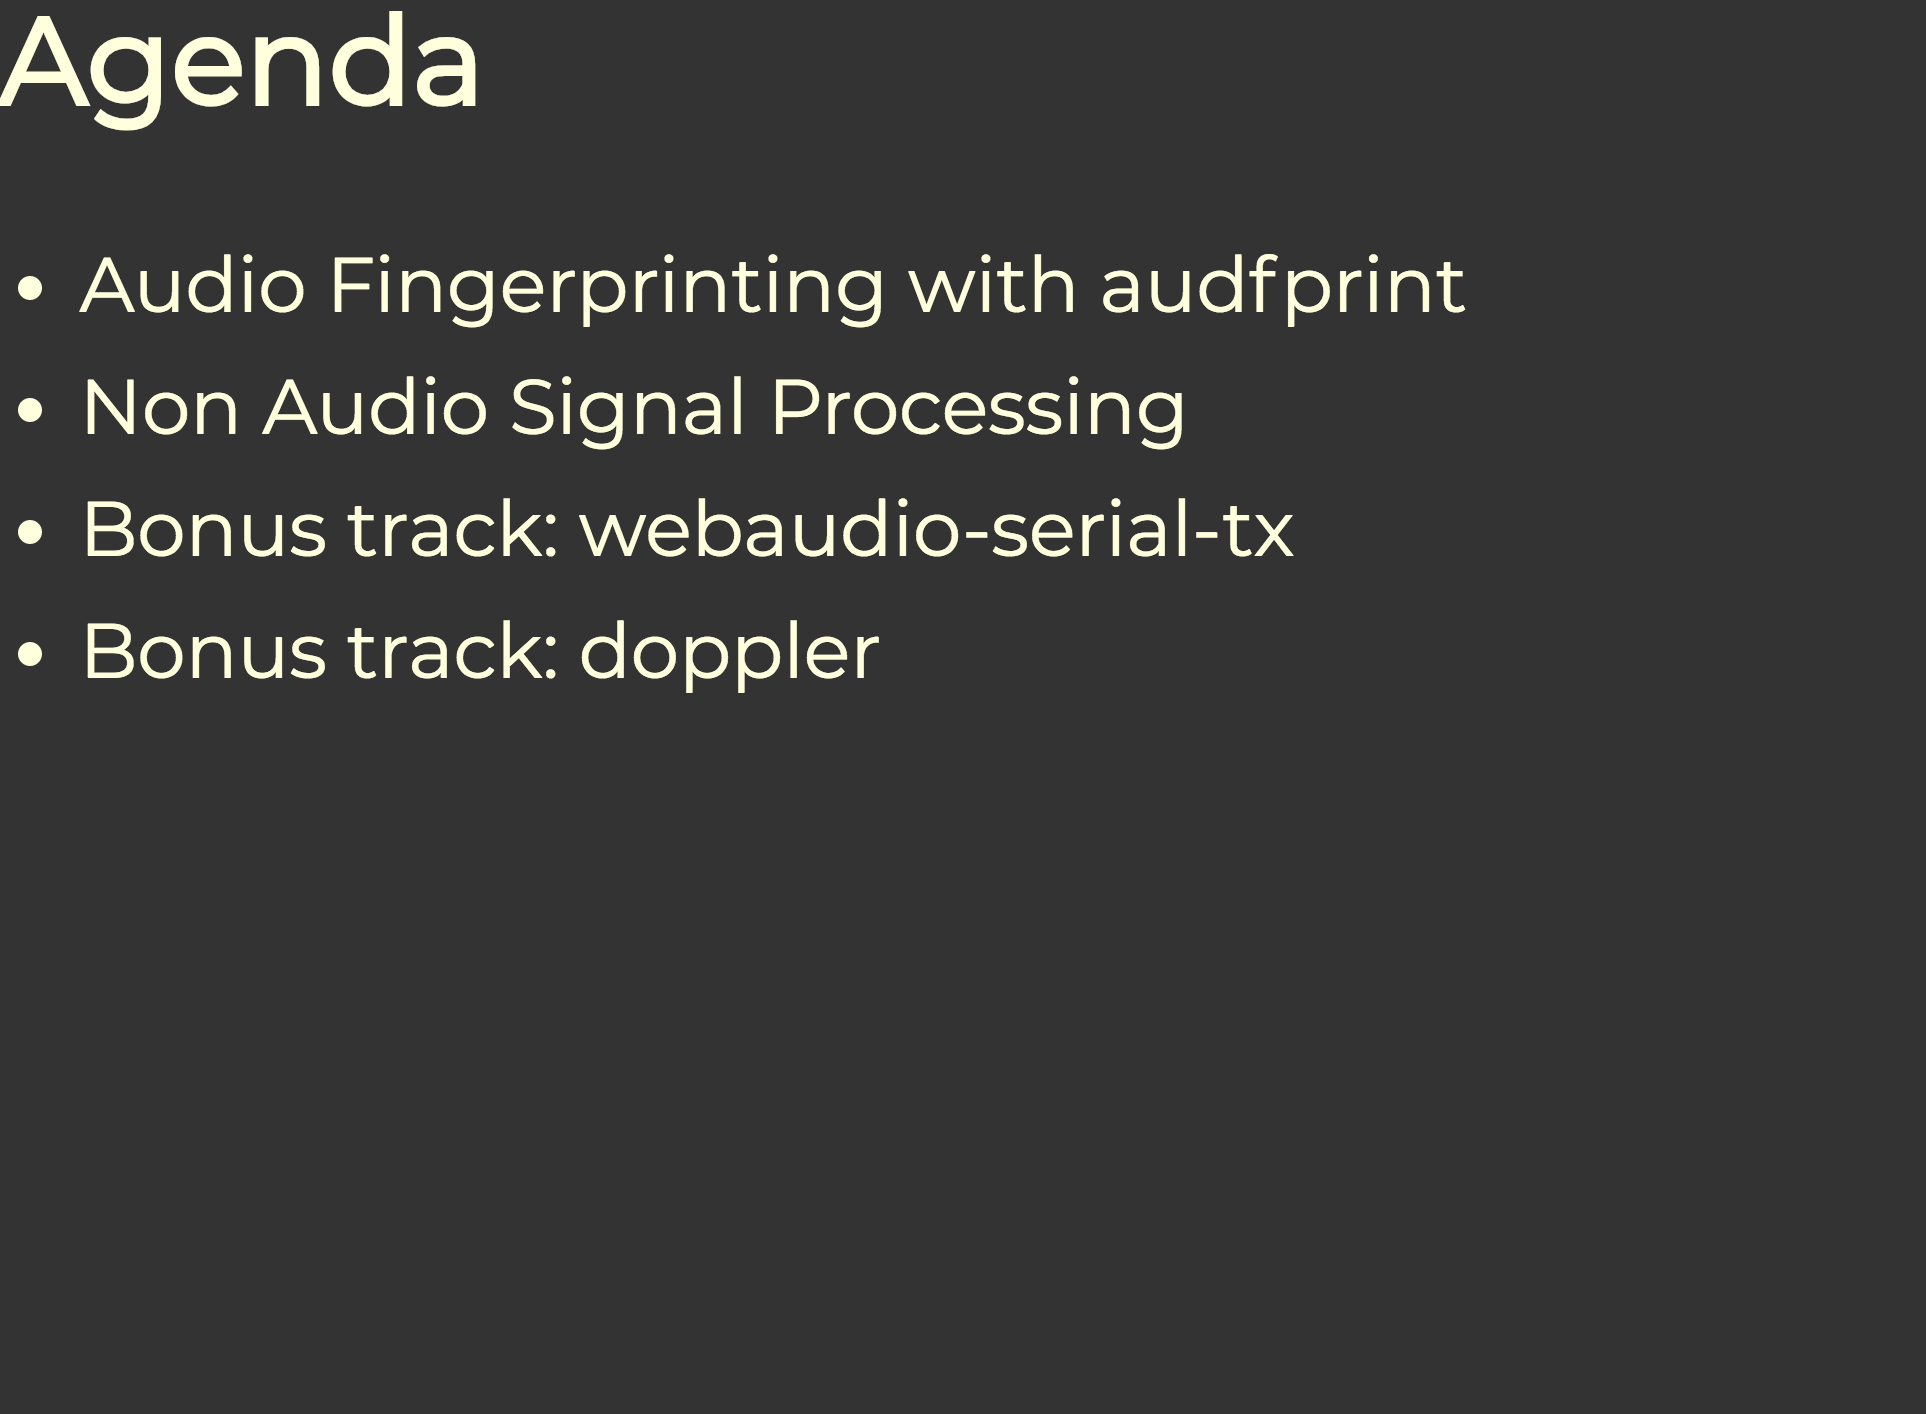 Agenda
• Audio Fingerprinting with audfprint
• Non Audio Signal Processing
• Bonus track: webaudio-serial-tx
• Bonus track: doppler